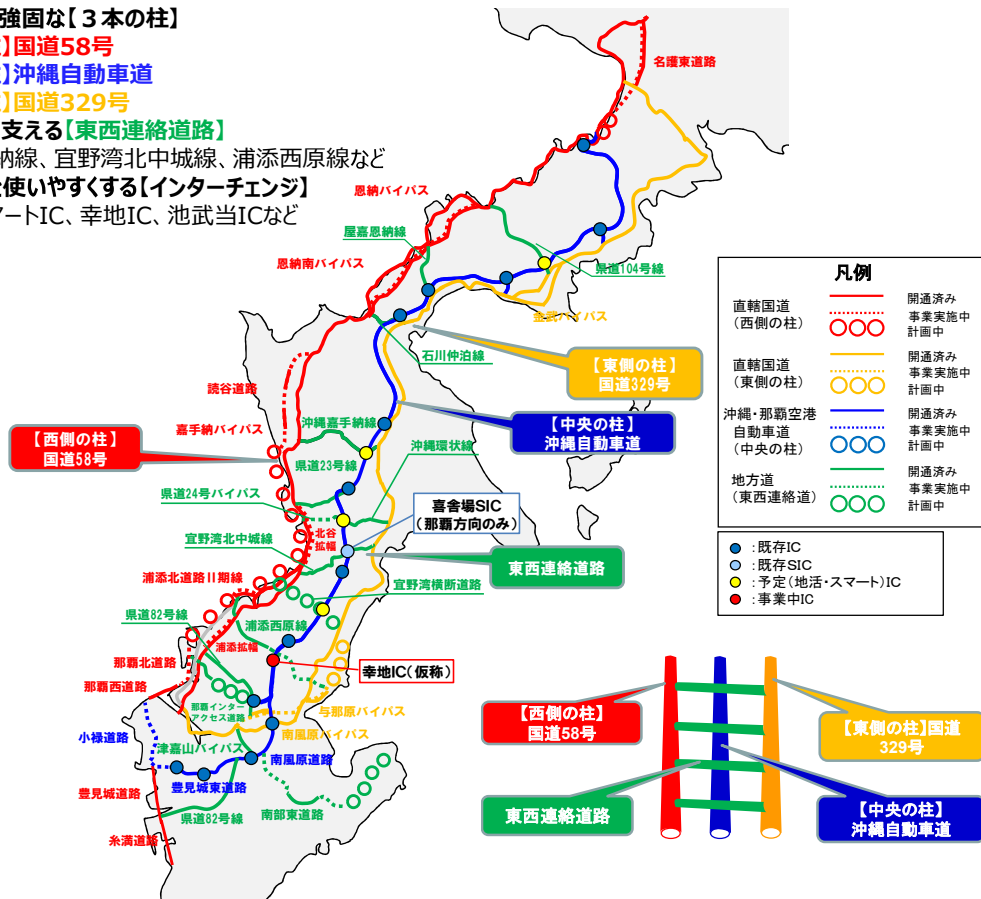 強固な【３本の柱】
】国道58号
】沖縄自動車道
】国道329号
支える【東西連絡道路】
納線、宜野湾北中城線、浦添西原線など
使いやすくする【インターチェンジ】
ートIC、幸地IC、池武当ICなど
名護東道路
恩納バイパス
屋嘉恩納線
恩納南バイパス
県道104号線
金武バイパス
石川仲泊線
【東側の柱】
国道329号
読谷道路
嘉手納バイパス
沖縄嘉手納線
【中央の柱】
沖縄自動車道
【西側の柱】
国道58号
県道23号線
沖縄環状線
県道24号バイパス
喜舎場SIC
（那覇方向のみ）
北谷
拡幅
宜野湾北中城線
東西連絡道路
浦添北道路Ⅱ期線
宜野湾横断道路
県道82号線
浦添西原線
浦添拡幅
那覇北道路
幸地IC（仮称）
那覇西道路
那覇インター
アクセス道路
与那原バイパス
小禄道路
南風原バイパス
津嘉山バイパス
南風原道路
豊見城道路
豊見城東道路
県道82号線
南部東道路
糸満道路
凡例
直轄国道
（西側の柱）
開通済み
事業実施中
計画中
直轄国道
（東側の柱）
開通済み
事業実施中
計画中
沖縄・那覇空港
自動車道
（中央の柱）
開通済み
事業実施中
計画中
地方道
（東西連絡道）
開通済み
事業実施中
計画中
：既存IC
：既存SIC
：予定（地活・スマート）IC
：事業中IC
【西側の柱】
国道58号
【東側の柱】国道
329号
東西連絡道路
【中央の柱】
沖縄自動車道